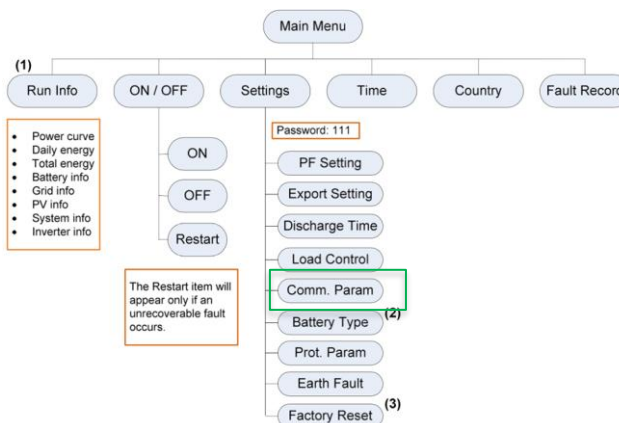 Main Menu
(1)
Run Info
ON / OFF
Settings
Time
Country
Fault Record
• Power curve
• Daily energy
• Total energy
• Battery info
• Grid info
• PV info
• System info
• Inverter info
ON
OFF
Restart
The Restart item will
appear only if an
unrecoverable fault
occurs.
Password: 111
PF Setting
Export Setting
Discharge Time
Load Control
Comm. Param
Battery Type
(2)
Prot. Param
Earth Fault
Factory Reset
(3)